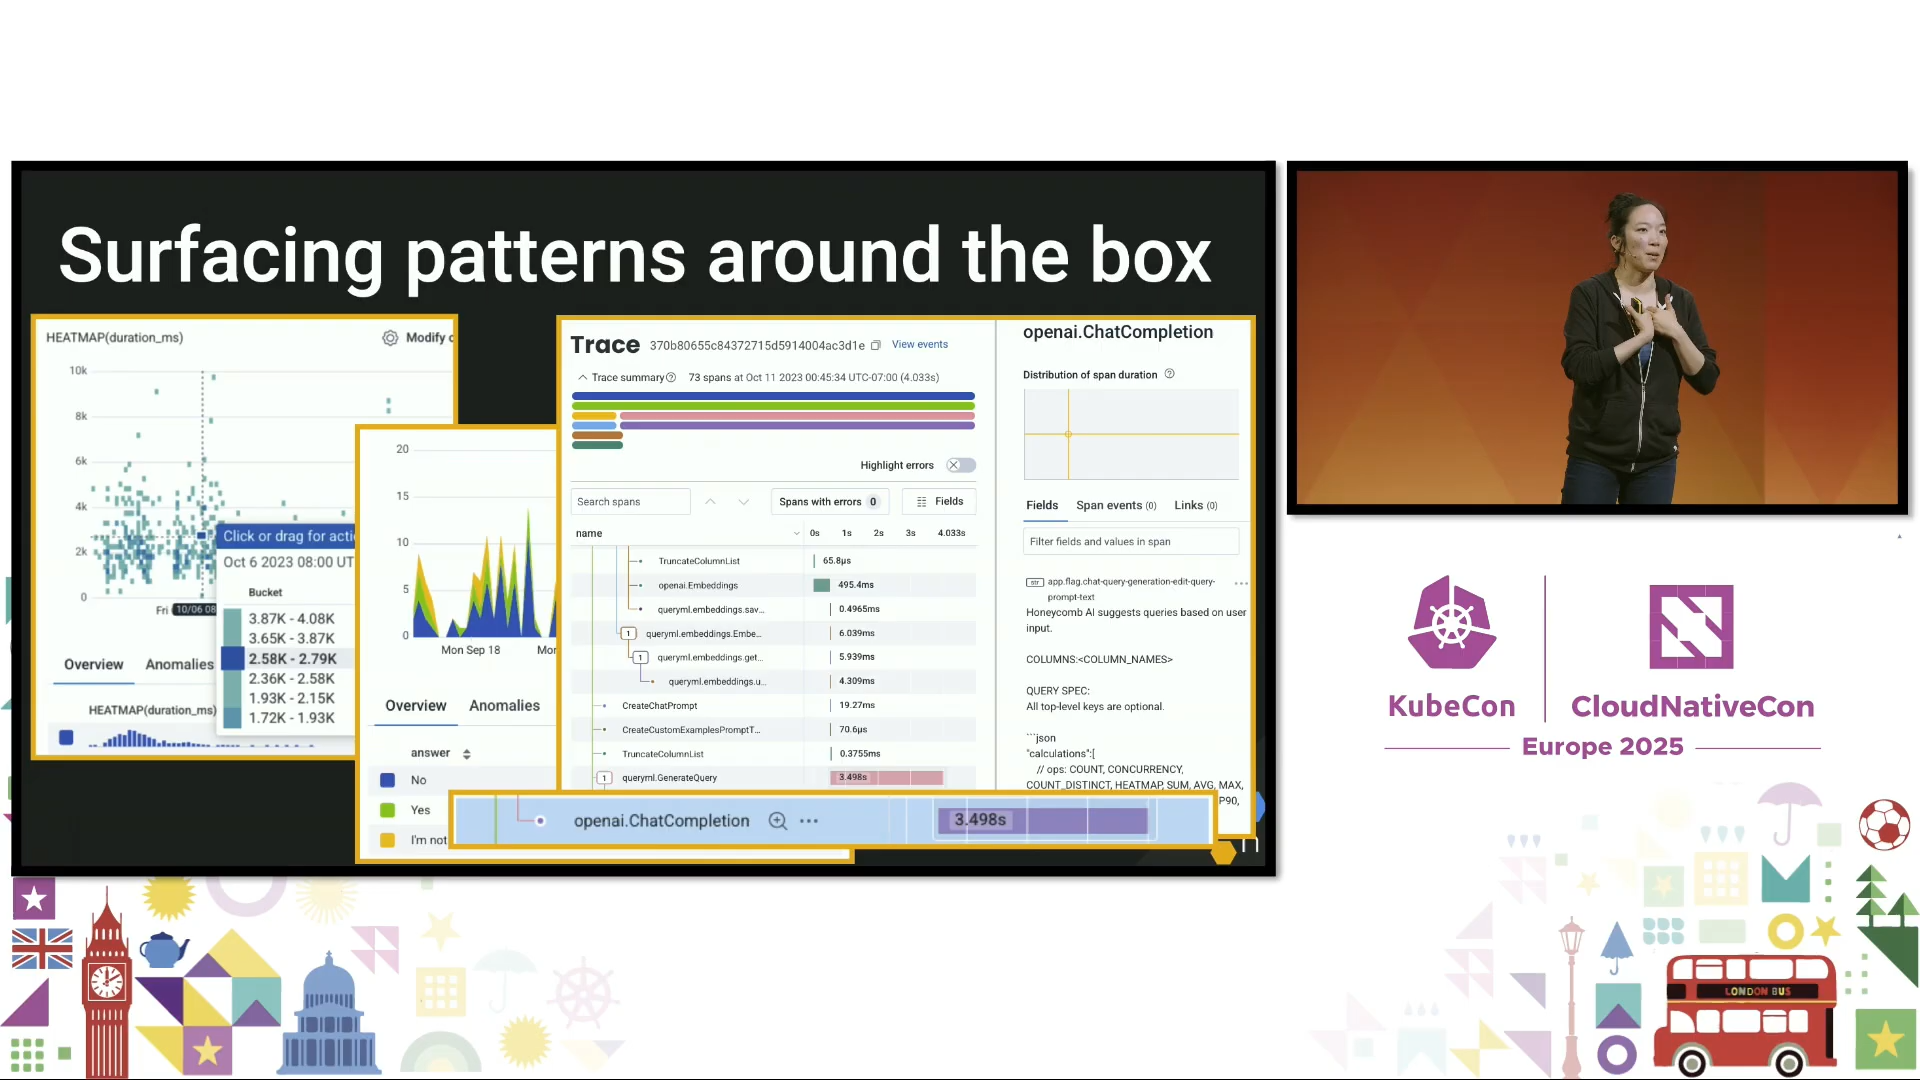 Surfacing patterns around the box
HEATMAP(duration_ms)
Modify
10k
8k
6k
4k
2k
0
Fri
10/06 08
Click or drag for acti
Oct 6 2023 08:00 UT
Bucket
3.87K - 4.08K
3.65K - 3.87K
2.58K - 2.79K
2.36K - 2.58K
1.93K - 2.15K
1.72K - 1.93K
Overview Anomalies
HEATMAP(duration_ms)
20
15
10
5
0
Mon Sep 18
Mon
Overview Anomalies
answer
No
Yes
I'm not
Trace 370b80655c84372715d5914004ac3d1e View events
Trace summary 73 spans at Oct 11 2023 00:45:34 UTC-07:00 (4.033s)
Highlight errors
Search spans
Spans with errors 0
Fields
name 0s 1s 2s 3s 4.033s
TruncateColumnList 65.8µs
openai.Embeddings 495.4ms
queryml.embeddings.sav... 0.4965ms
1 queryml.embeddings.Embe... 6.039ms
1 queryml.embeddings.get... 5.939ms
queryml.embeddings.u... 4.309ms
CreateChatPrompt 19.27ms
CreateCustomExamplesPromptT... 70.6µs
TruncateColumnList 0.3755ms
1 queryml.GenerateQuery 3.498s
openai.ChatCompletion ... 3.498s
openai.ChatCompletion
Distribution of span duration
Fields Span events (0) Links (0)
Filter fields and values in span
str app.flag.chat-query-generation-edit-query-
prompt-text
Honeycomb AI suggests queries based on user
input.
COLUMNS:<COLUMN_NAMES>
QUERY SPEC:
All top-level keys are optional.
```json
"calculations":[
// ops: COUNT, CONCURRENCY,
COUNT_DISTINCT, HEATMAP, SUM, AVG, MAX,
P90,
KubeCon
CloudNativeCon
Europe 2025
LONDON BUS